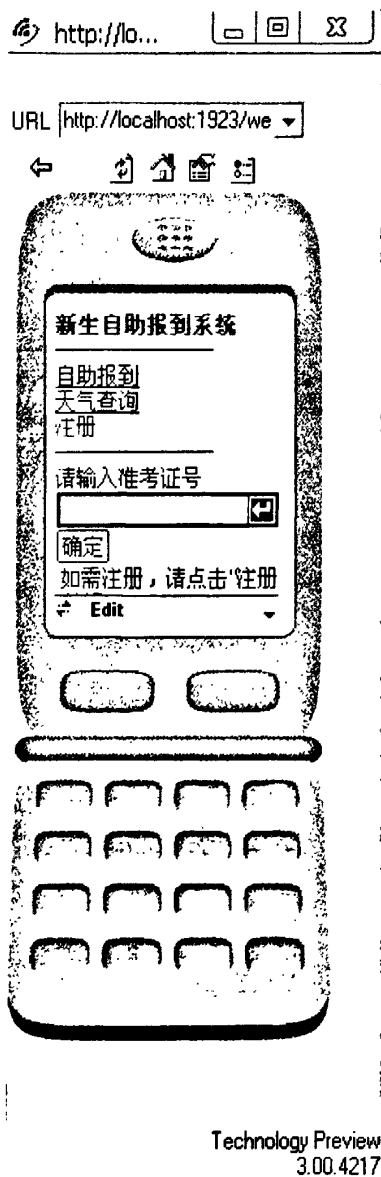 http://lo...
URL http://localhost:1923/we
新生自助报到系统
自助报到
天气查询
注册
请输入准考证号
确定
如需注册，请点击'注册
Edit
Technology Preview
3.00.4217